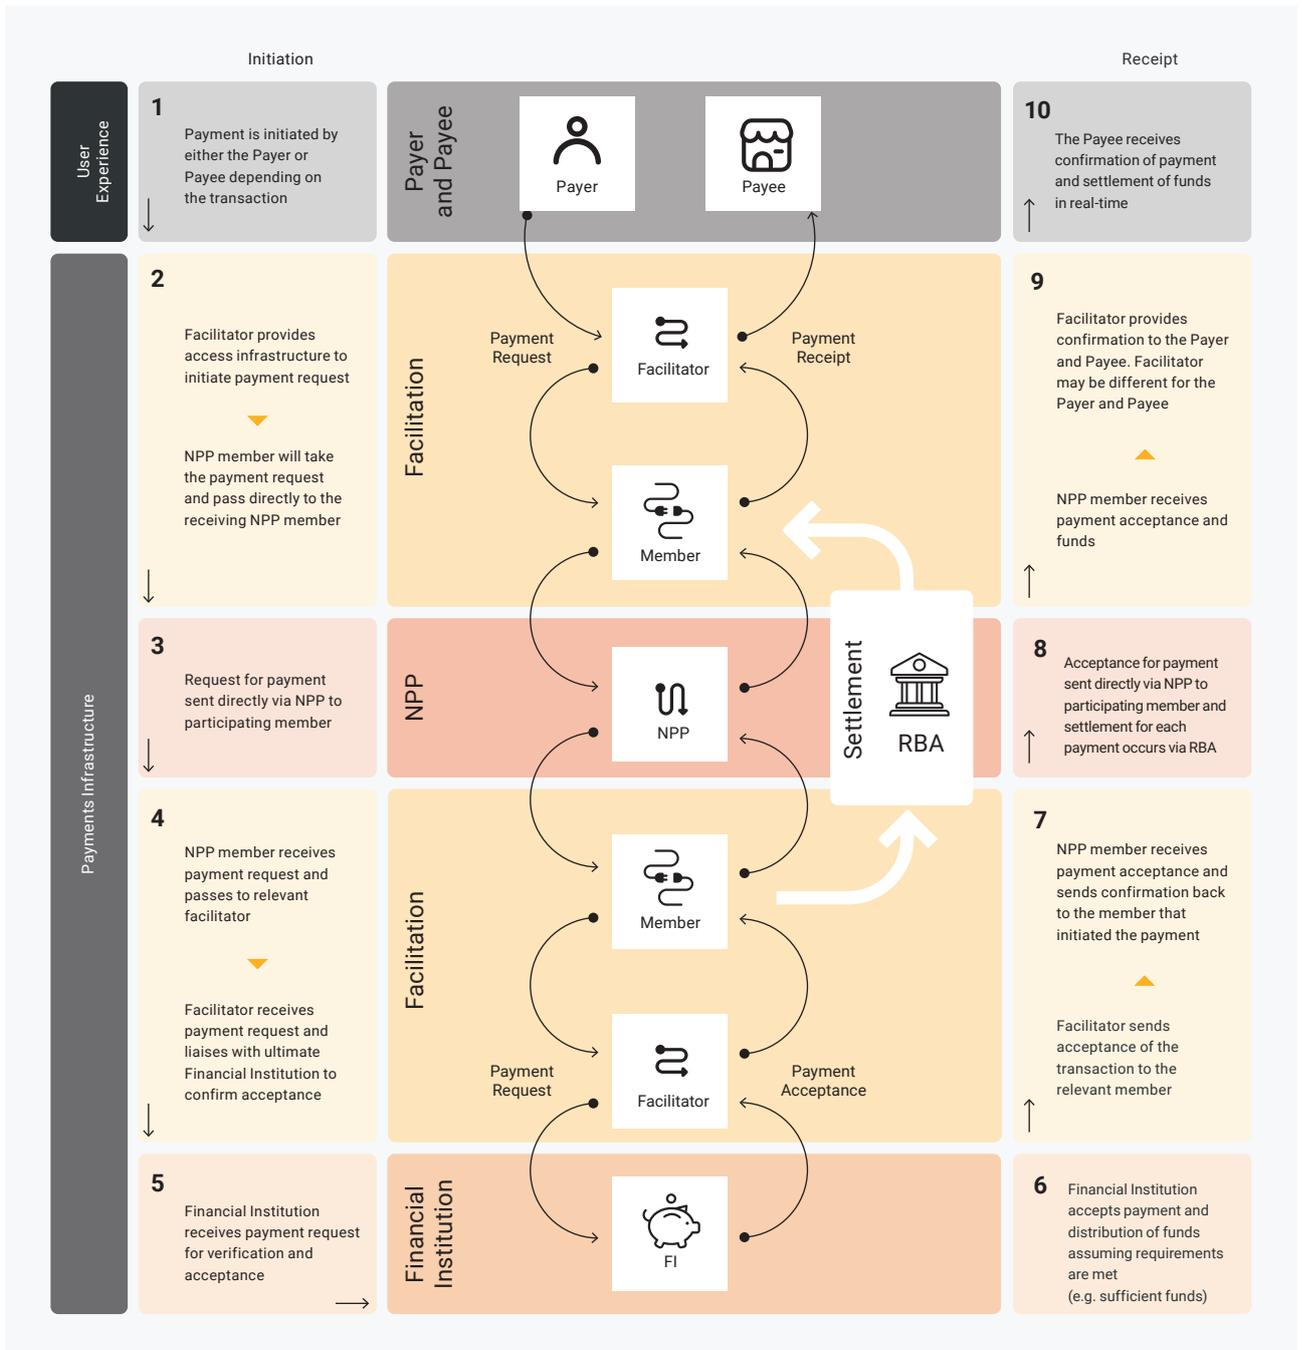 Initiation
Receipt
User
Experience
1
Payment is initiated by
either the Payer or
Payee depending on
the transaction
Payer
and Payee
Payer
Payee
10
The Payee receives
confirmation of payment
and settlement of funds
in real-time
Payments Infrastructure
2
Facilitator provides
access infrastructure to
initiate payment request
NPP member will take
the payment request
and pass directly to the
receiving NPP member
Facilitation
Payment
Request
Facilitator
Payment
Receipt
Member
9
Facilitator provides
confirmation to the Payer
and Payee. Facilitator
may be different for the
Payer and Payee
NPP member receives
payment acceptance and
funds
3
Request for payment
sent directly via NPP to
participating member
NPP
NPP
Settlement
RBA
8
Acceptance for payment
sent directly via NPP to
participating member and
settlement for each
payment occurs via RBA
4
NPP member receives
payment request and
passes to relevant
facilitator
Facilitator receives
payment request and
liaises with ultimate
Financial Institution to
confirm acceptance
Facilitation
Member
Payment
Request
Facilitator
Payment
Acceptance
7
NPP member receives
payment acceptance and
sends confirmation back
to the member that
initiated the payment
Facilitator sends
acceptance of the
transaction to the
relevant member
5
Financial Institution
receives payment request
for verification and
acceptance
Financial
Institution
FI
6
Financial Institution
accepts payment and
distribution of funds
assuming requirements
are met
(e.g. sufficient funds)